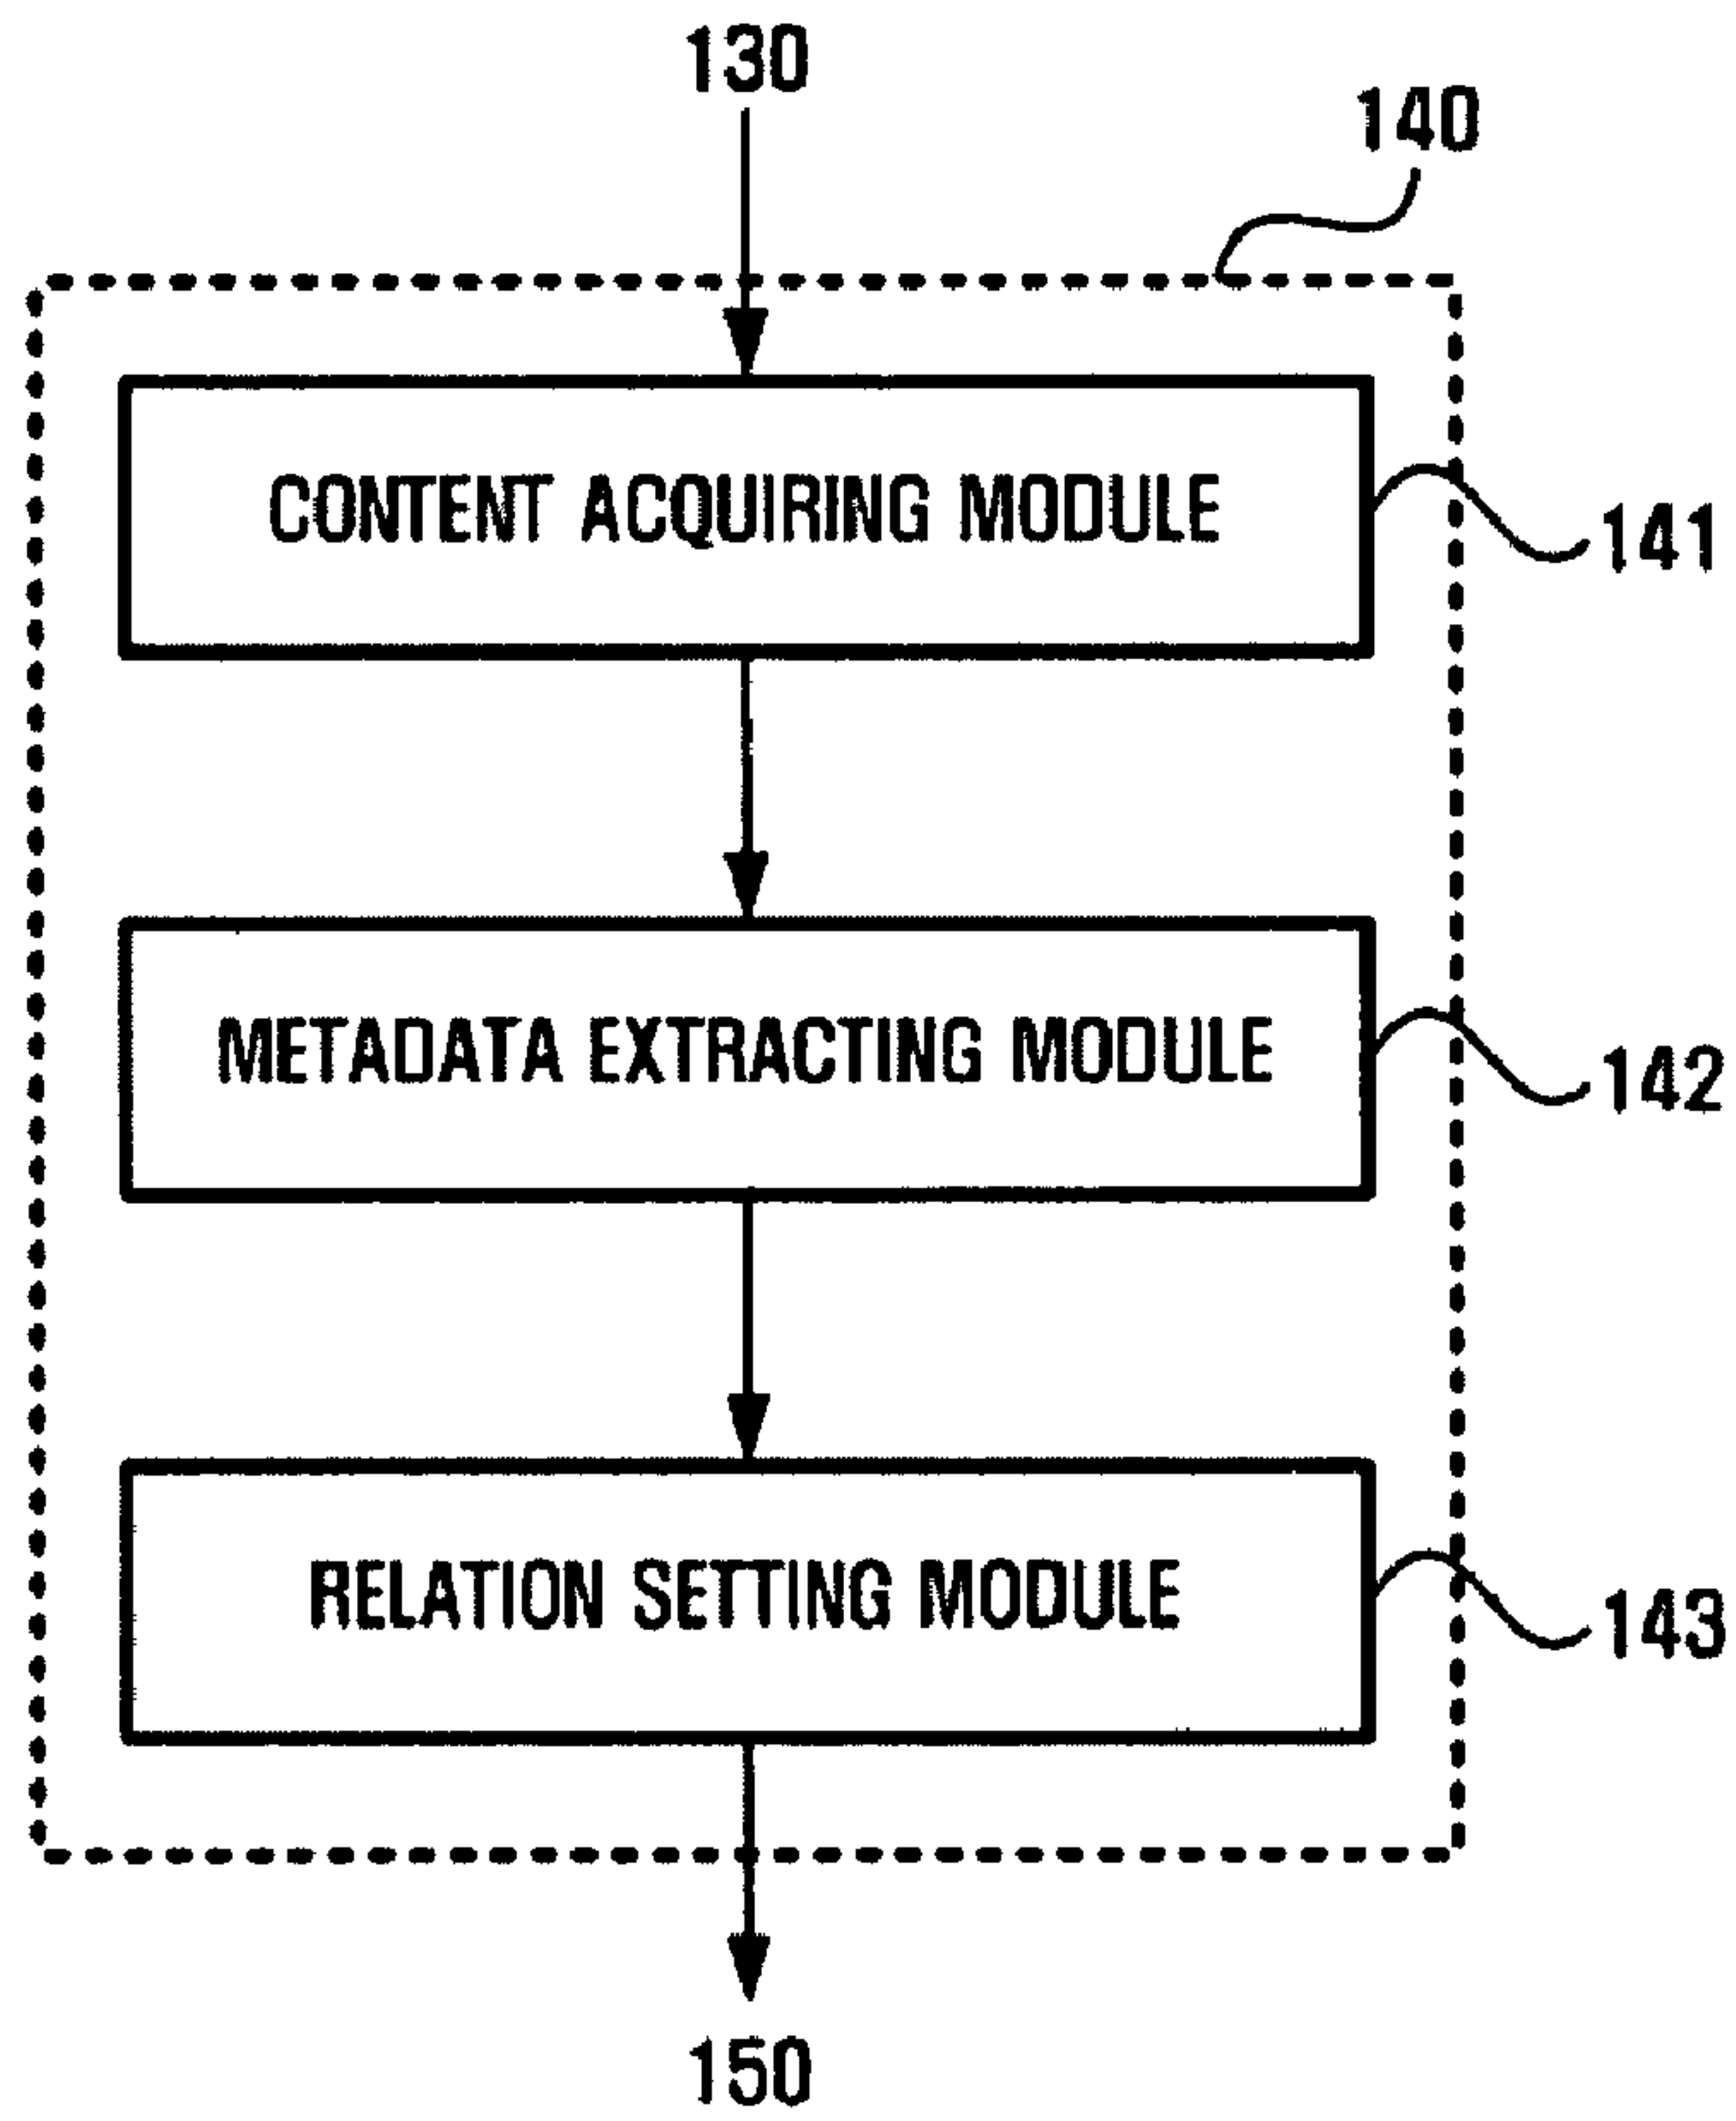 130
140
CONTENT ACQUIRING MODULE
141
METADATA EXTRACTING MODULE
142
RELATION SETTING MODULE
143
150